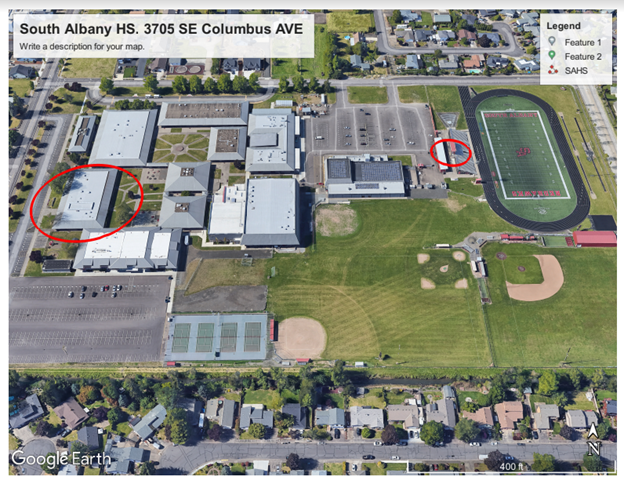 South Albany HS. 3705 SE Columbus AVE
Write a description for your map.
Legend
Feature 1
Feature 2
SAHS
Google Earth
N
400 ft